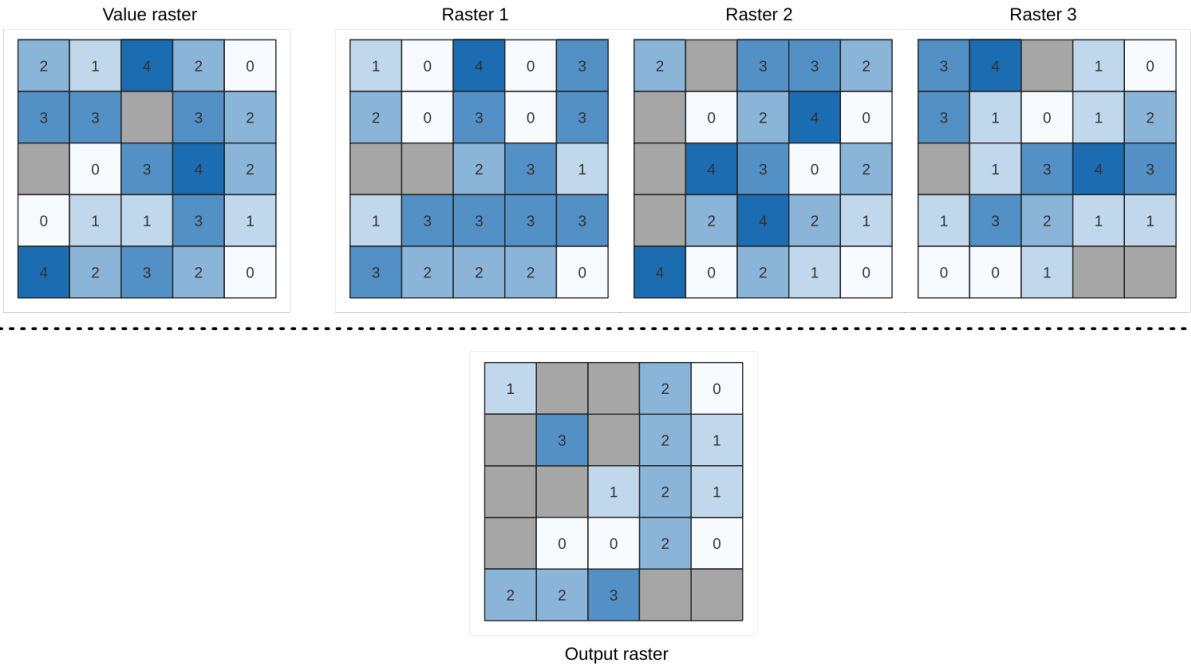 Value raster Raster 1 Raster 2 Raster 3
2 1 4 2 0 1 0 4 0 3 2 3 3 2 3 4 1 0
3 3 3 2 2 0 3 0 3 0 2 4 0 3 1 0 1 2
0 3 4 2 2 3 1 4 3 0 2 1 3 4 3
0 1 1 3 1 1 3 3 3 3 2 4 2 1 1 3 2 1 1
4 2 3 2 0 3 2 2 2 0 4 0 2 1 0 0 0 1
1 2 0
3 2 1
1 2 1
0 0 2 0
2 2 3
Output raster